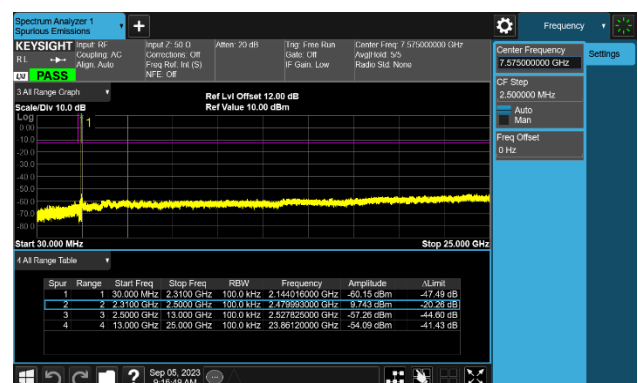 Spectrum Analyzer 1
Spurious Emissions
Frequency
KEYSIGHT
Input: RF
Coupling: AC
Align: Auto
Input Z: 50 Ω
Corrections: Off
Freq Ref: Int (S)
NFE: Off
Atten: 20 dB
Trig: Free Run
Gate: Off
IF Gain: Low
Center Freq: 7.575000000 GHz
Avg|Hold: 5/5
Radio Std: None
RL
LW PASS
Center Frequency
7.575000000 GHz
Settings
CF Step
2.500000 MHz
Auto
Man
Freq Offset
0 Hz
3 All Range Graph
Scale/Div 10.0 dB
Ref Lvl Offset 12.00 dB
Ref Value 10.00 dBm
Log
1
0.00
-10.0
-20.0
-30.0
-40.0
-50.0
-60.0
-70.0
-80.0
Start 30.000 MHz
Stop 25.000 GHz
4 All Range Table
Spur Range Start Freq Stop Freq RBW Frequency Amplitude ΔLimit
1 1 30.000 MHz 2.3100 GHz 100.0 kHz 2.144016000 GHz -60.15 dBm -47.49 dB
2 2 2.3100 GHz 2.5000 GHz 100.0 kHz 2.479993000 GHz 9.743 dBm -20.26 dB
3 3 2.5000 GHz 13.000 GHz 100.0 kHz 2.527825000 GHz -57.26 dBm -44.60 dB
4 4 13.000 GHz 25.000 GHz 100.0 kHz 23.86120000 GHz -54.09 dBm -41.43 dB
?
Sep 05, 2023
9:16:49 AM